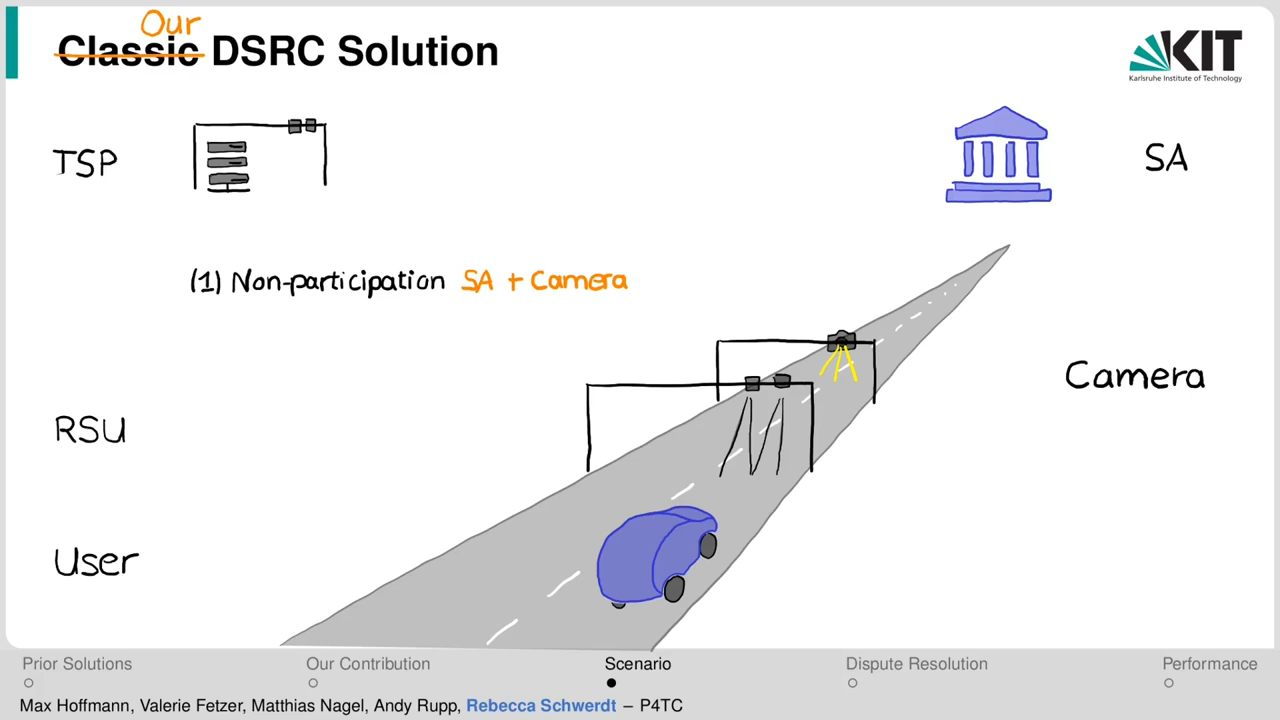 Our
Classic DSRC Solution
KIT
Karlsruhe Institute of Technology
TSP
SA
(1) Non-participation SA + Camera
Camera
RSU
User
Prior Solutions Our Contribution Scenario Dispute Resolution Performance
Max Hoffmann, Valerie Fetzer, Matthias Nagel, Andy Rupp, Rebecca Schwerdt – P4TC